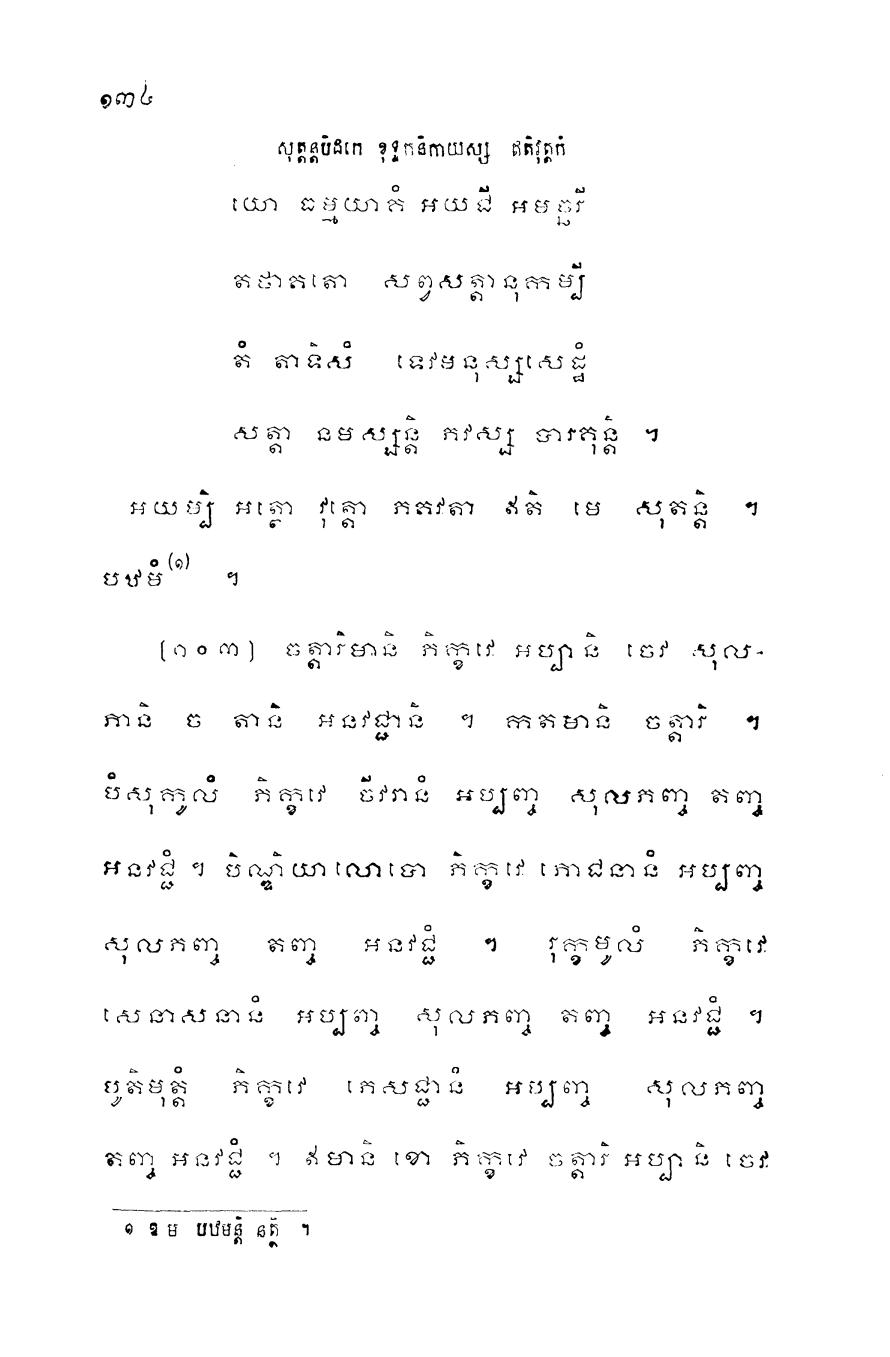 ១៣៤
សុត្តន្តបិដកេ ខុទ្ទកនិកាយស្ស ឥតិវុត្តកំ
យោ ធម្មយាគំ អយជី អមច្ឆរី
តថាគតោ សព្វសត្តានុកម្បី
តំ តាទិសំ ទេវមនុស្សសេដ្ឋំ
សត្តា នមស្សន្តិ ភវស្ស បារគុន្តិ ។
អយម្បិ អត្ថោ វុត្តោ ភគវតា ឥតិ មេ សុតន្តិ ។
បឋមំ (១) ។
(១០៣) ចត្តារិមានិ ភិក្ខវេ អប្បានិ ចេវ សុល-
ភានិ ច តានិ អនវជ្ជានិ ។ កតមានិ ចត្តារិ ។
បំសុកូលំ ភិក្ខវេ ចីវរានំ អប្បញ្ច សុលភញ្ច តញ្ច
អនវជ្ជំ ។ បិណ្ឌិយាលោបោ ភិក្ខវេ ភោជនានំ អប្បញ្ច
សុលភញ្ច តញ្ច អនវជ្ជំ ។ រុក្ខមូលំ ភិក្ខវេ
សេនាសនានំ អប្បញ្ច សុលភញ្ច តញ្ច អនវជ្ជំ ។
បូតិមុត្តំ ភិក្ខវេ ភេសជ្ជានំ អប្បញ្ច សុលភញ្ច
តញ្ច អនវជ្ជំ ។ ឥមានិ ខោ ភិក្ខវេ ចត្តារិ អប្បានិ ចេវ
១ ឱ ម បឋមន្តិ នត្ថិ ។